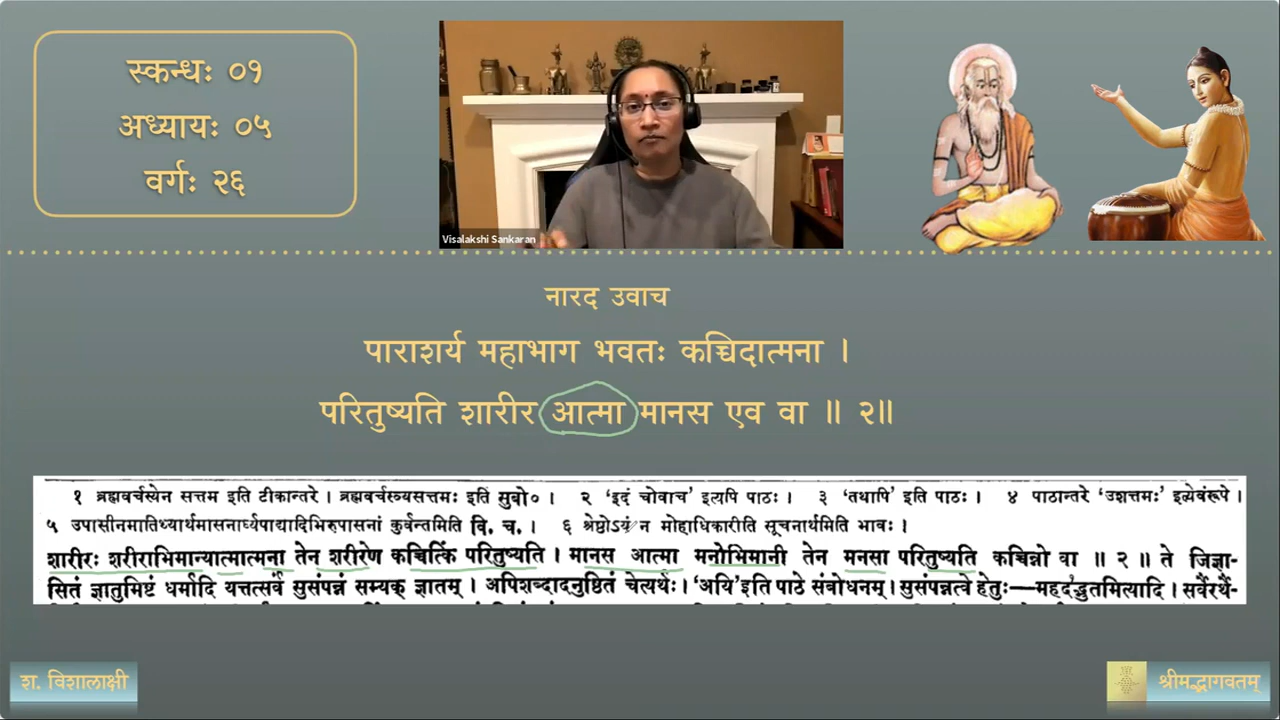 स्कन्धः ०१
अध्यायः ०५
वर्गः २६
Visalakshi Sankaran
नारद उवाच
पाराशर्य महाभाग भवतः कच्चिदात्मना ।
परितुष्यति शारीर आत्मा मानस एव वा ॥ २॥
१ ब्रह्मवर्चस्येन सत्तम इति टीकान्तरे । ब्रह्मवर्चस्व्यसत्तमः इति सुबो० । २ 'इदं चोवाच' इत्यपि पाठः । ३ 'तथापि' इति पाठः । ४ पाठान्तरे 'उशत्तमः' इत्येवंरूपे ।
५ उपासीनमातिथ्यार्थमासनार्घ्यपाद्यादिभिरुपासनां कुर्वन्तमिति वि. च. । ६ श्रेष्ठोऽयं न मोहाधिकारीति सूचनार्थमिति भावः ।
शारीरः शरीराभिमान्यात्मात्मना तेन शरीरेण कच्चित्किं परितुष्यति । मानस आत्मा मनोभिमानी तेन मनसा परितुष्यति कच्चिन्नो वा ॥ २ ॥ ते जिज्ञा-
सितं ज्ञातुमिष्टं धर्मादि यत्तत्सर्वं सुसंपन्नं सम्यक् ज्ञातम् । अपिशब्दादनुष्ठितं चेत्यर्थः । 'अयि' इति पाठे संबोधनम् । सुसंपन्नत्वे हेतुः—महदद्भुतमित्यादि । सर्वैरर्थै-
श. विशालाक्षी
श्रीमद्भागवतम्